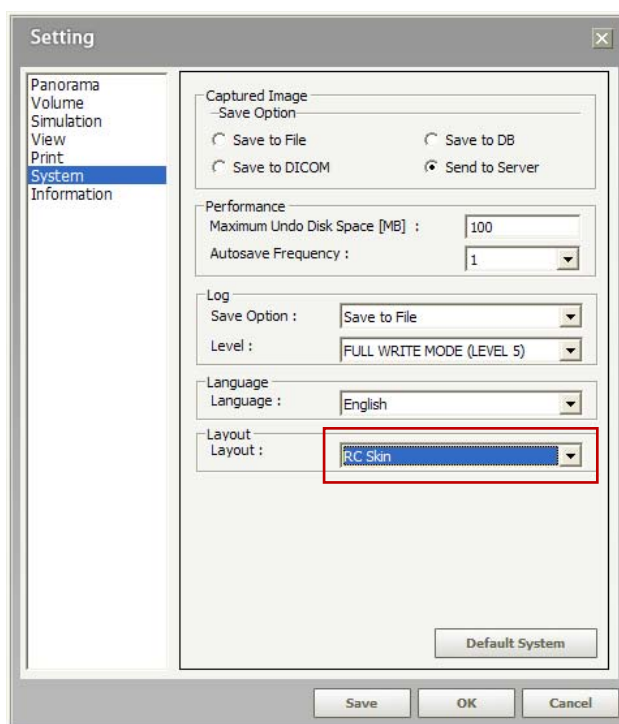 Setting
Panorama
Volume
Simulation
View
Print
System
Information
Captured Image
Save Option
Save to File
Save to DB
Save to DICOM
Send to Server
Performance
Maximum Undo Disk Space [MB] : 100
Autosave Frequency : 1
Log
Save Option : Save to File
Level : FULL WRITE MODE (LEVEL 5)
Language
Language : English
Layout
Layout : RC Skin
Default System
Save OK Cancel